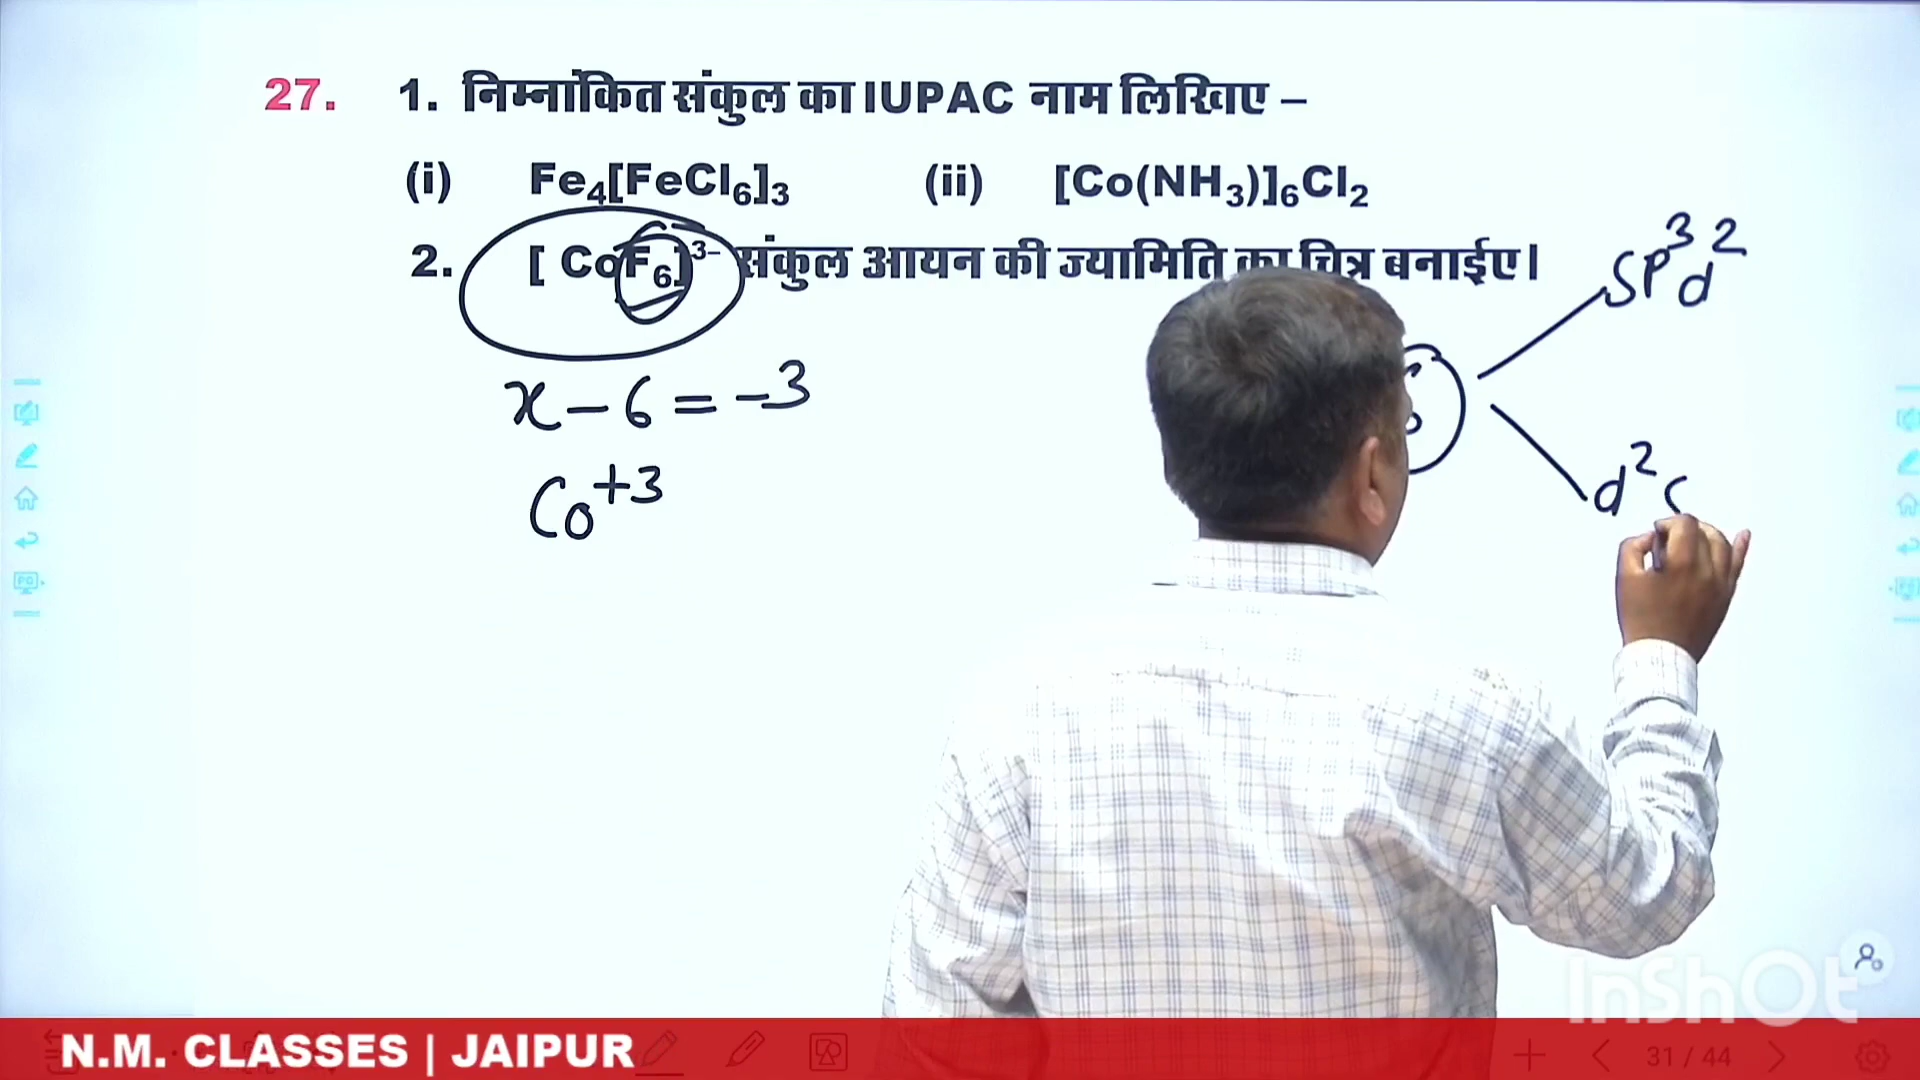 27. 1. निम्नांकित संकुल का IUPAC नाम लिखिए –
(i) Fe₄[FeCl₆]₃ (ii) [Co(NH₃)]₆Cl₂
2. [ CoF₆]³⁻ संकुल आयन की ज्यामिति का चित्र बनाईए।
SP³d²
x – 6 = –3
d²
Co⁺³
InShOt
N.M. CLASSES | JAIPUR
31 / 44